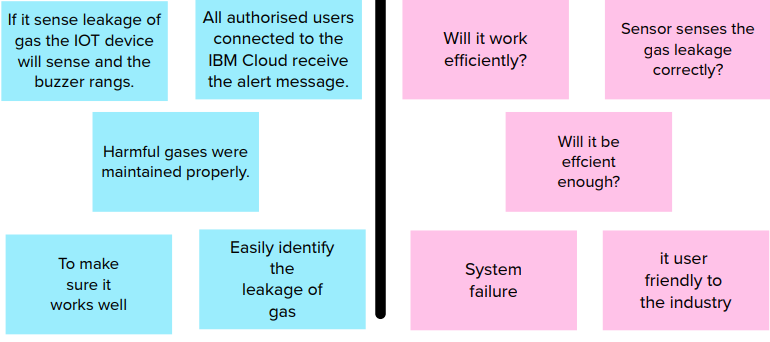 If it sense leakage of
gas the IOT device
will sense and the
buzzer rangs.
All authorised users
connected to the
IBM Cloud receive
the alert message.
Harmful gases were
maintained properly.
To make
sure it
works well
Easily identify
the
leakage of
gas
Will it work
efficiently?
Sensor senses the
gas leakage
correctly?
Will it be
effcient
enough?
System
failure
it user
friendly to
the industry